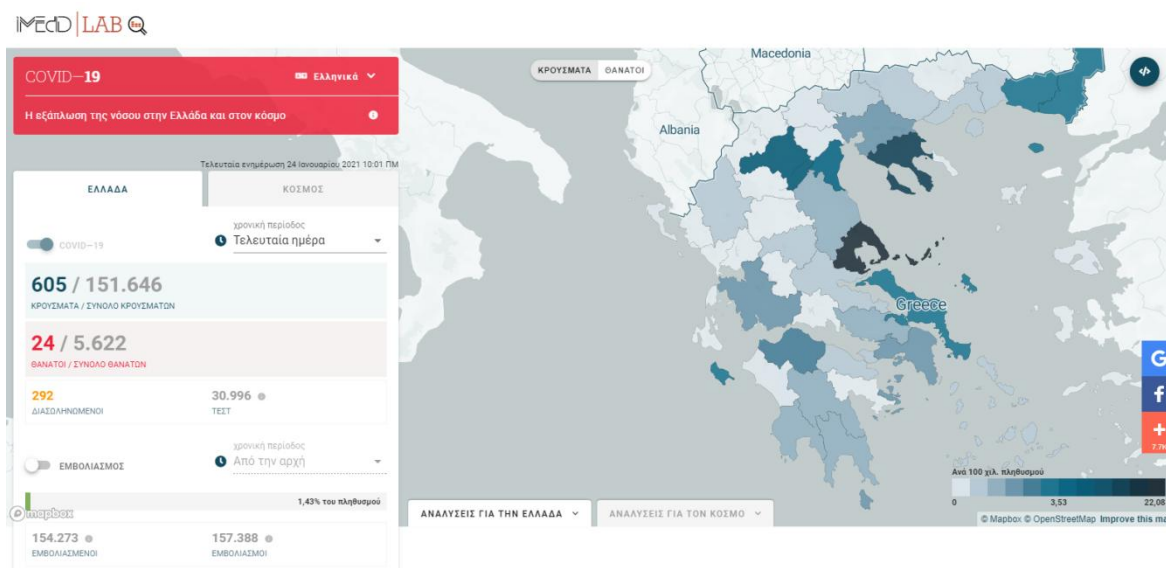 iMEdD LAB
COVID—19
Ελληνικά
Η εξάπλωση της νόσου στην Ελλάδα και στον κόσμο
Τελευταία ενημέρωση 24 Ιανουαρίου 2021 10:01 ΠΜ
ΕΛΛΑΔΑ
ΚΟΣΜΟΣ
COVID—19
χρονική περίοδος
Τελευταία ημέρα
605 / 151.646
ΚΡΟΥΣΜΑΤΑ / ΣΥΝΟΛΟ ΚΡΟΥΣΜΑΤΩΝ
24 / 5.622
ΘΑΝΑΤΟΙ / ΣΥΝΟΛΟ ΘΑΝΑΤΩΝ
292
ΔΙΑΣΩΛΗΝΩΜΕΝΟΙ
30.996
ΤΕΣΤ
ΕΜΒΟΛΙΑΣΜΟΣ
χρονική περίοδος
Από την αρχή
1,43% του πληθυσμού
mapbox
154.273
ΕΜΒΟΛΙΑΣΜΕΝΟΙ
157.388
ΕΜΒΟΛΙΑΣΜΟΙ
ΚΡΟΥΣΜΑΤΑ ΘΑΝΑΤΟΙ
Macedonia
Albania
Greece
</>
G
f
+
7.7K
Ανά 100 χιλ. πληθυσμού
0 3,53 22,08
© Mapbox © OpenStreetMap Improve this ma
ΑΝΑΛΥΣΕΙΣ ΓΙΑ ΤΗΝ ΕΛΛΑΔΑ
ΑΝΑΛΥΣΕΙΣ ΓΙΑ ΤΟΝ ΚΟΣΜΟ